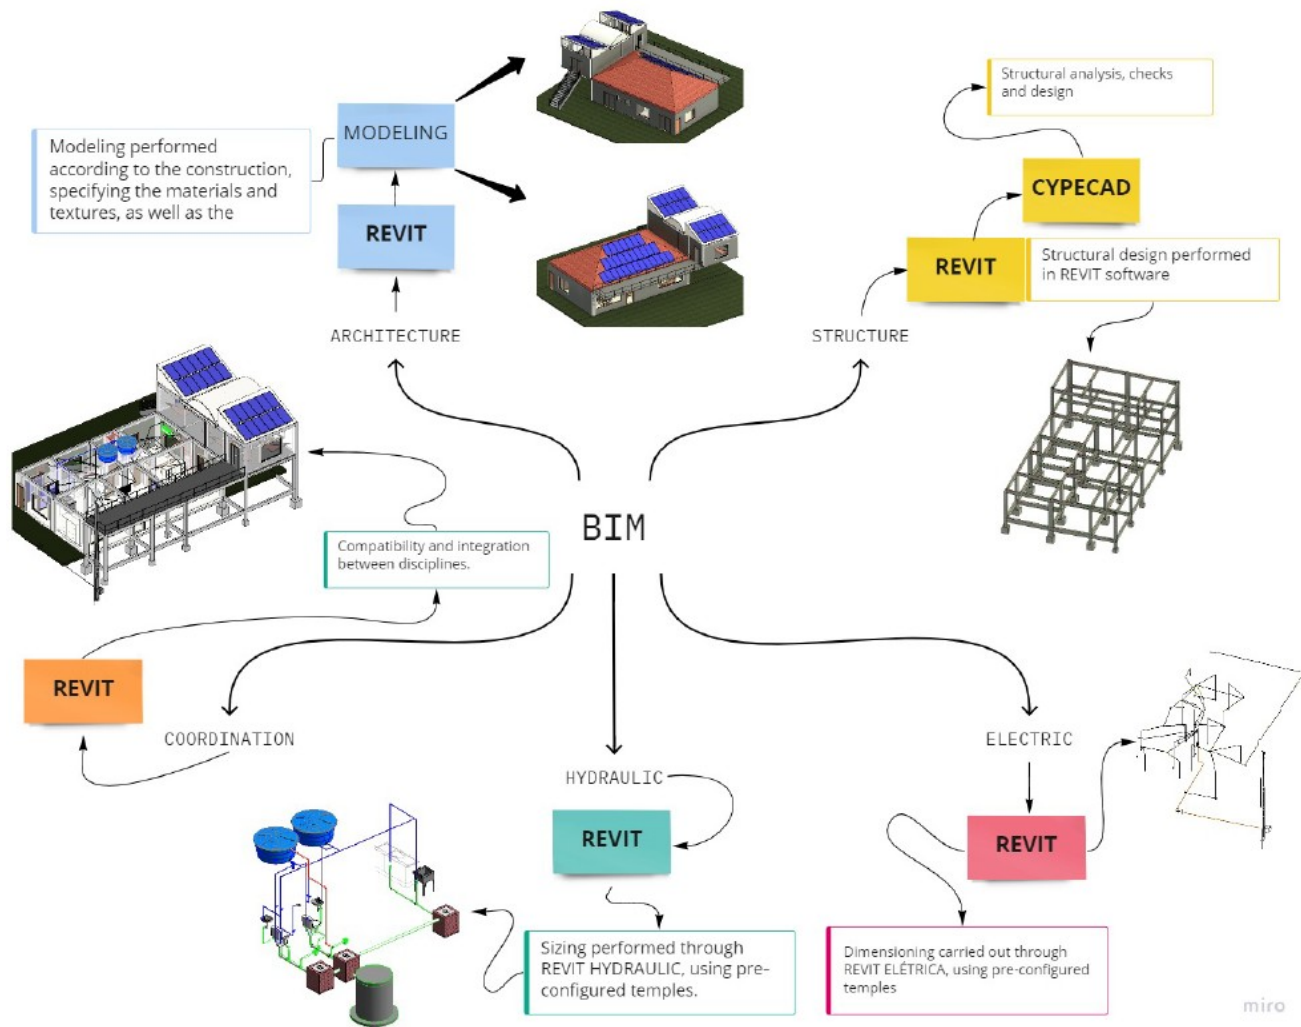 MODELING
Modeling performed
according to the construction,
specifying the materials and
textures, as well as the
REVIT
ARCHITECTURE
Structural analysis, checks
and design
CYPECAD
REVIT
Structural design performed
in REVIT software
STRUCTURE
BIM
Compatibility and integration
between disciplines.
REVIT
COORDINATION
HYDRAULIC
REVIT
Sizing performed through
REVIT HYDRAULIC, using pre-
configured temples.
ELECTRIC
REVIT
Dimensioning carried out through
REVIT ELÉTRICA, using pre-configured
temples
miro